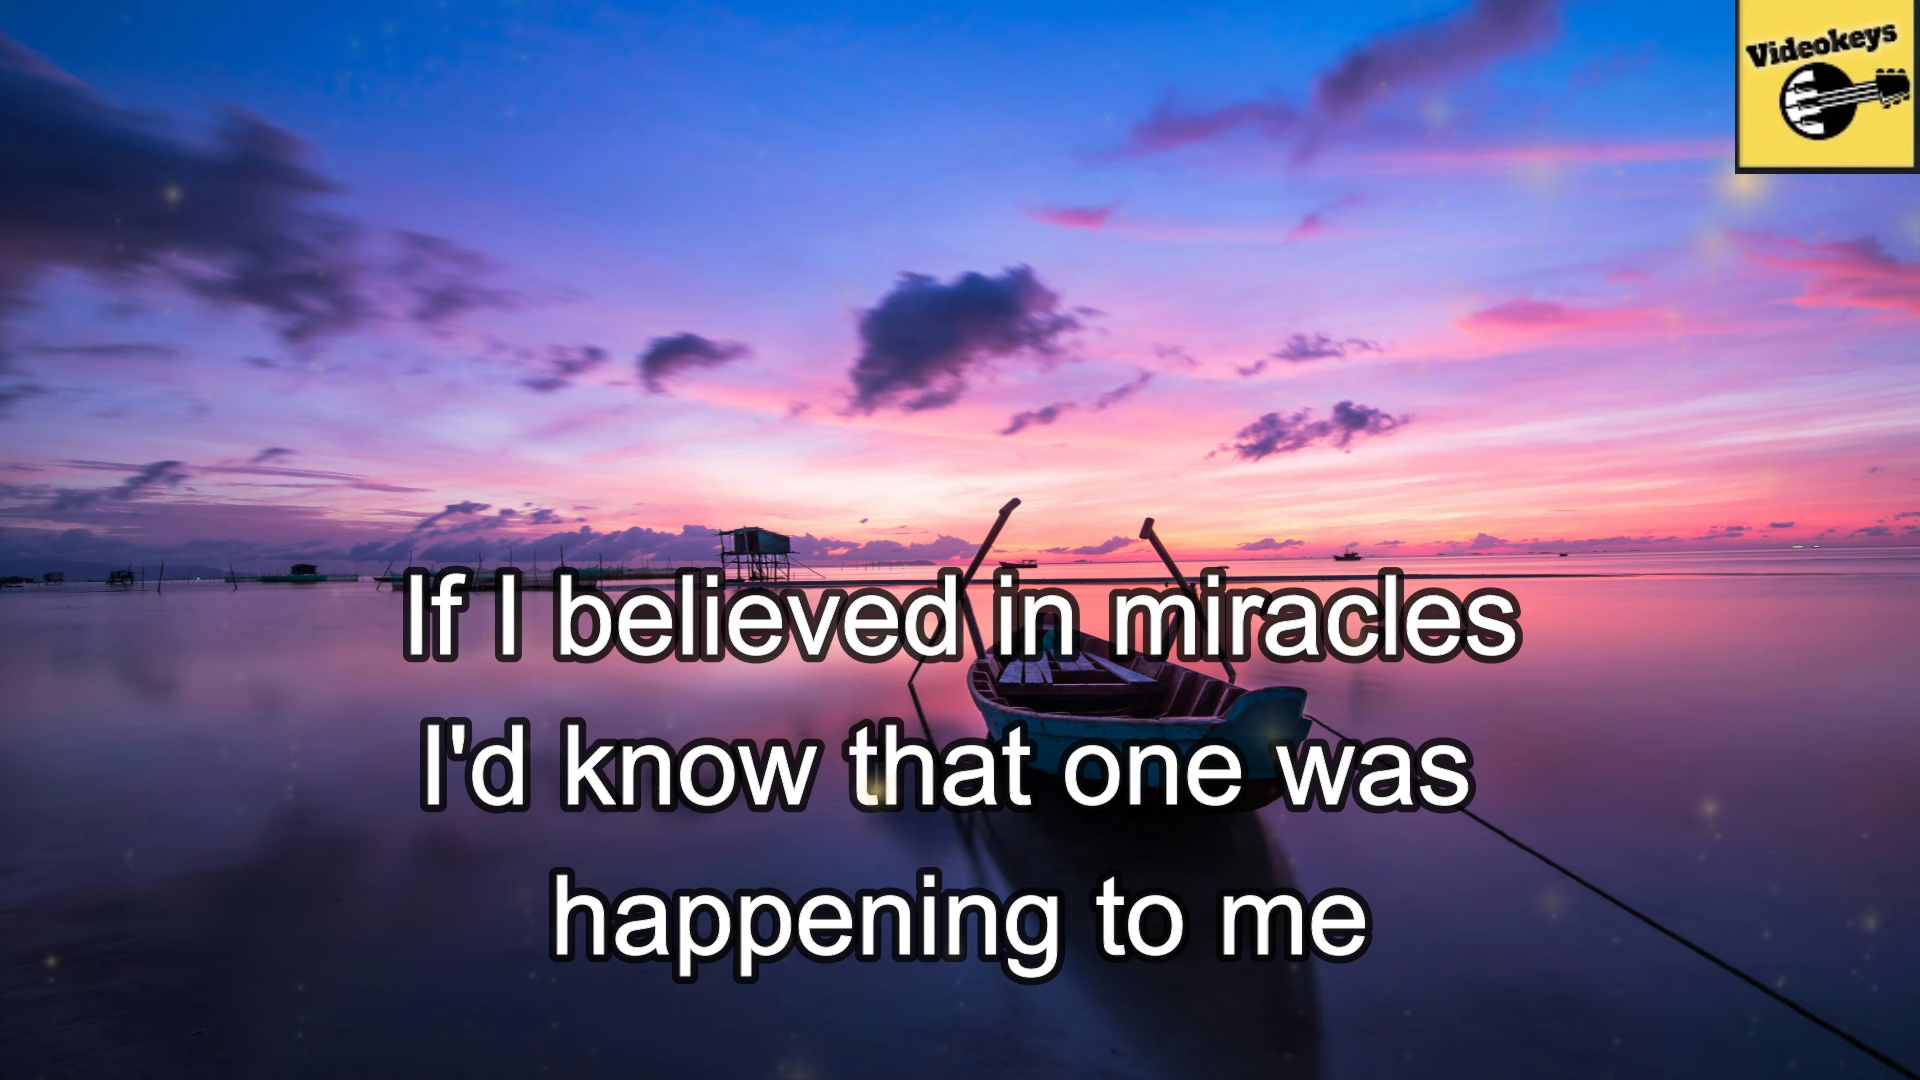 Videokeys
If I believed in miracles
I'd know that one was
happening to me